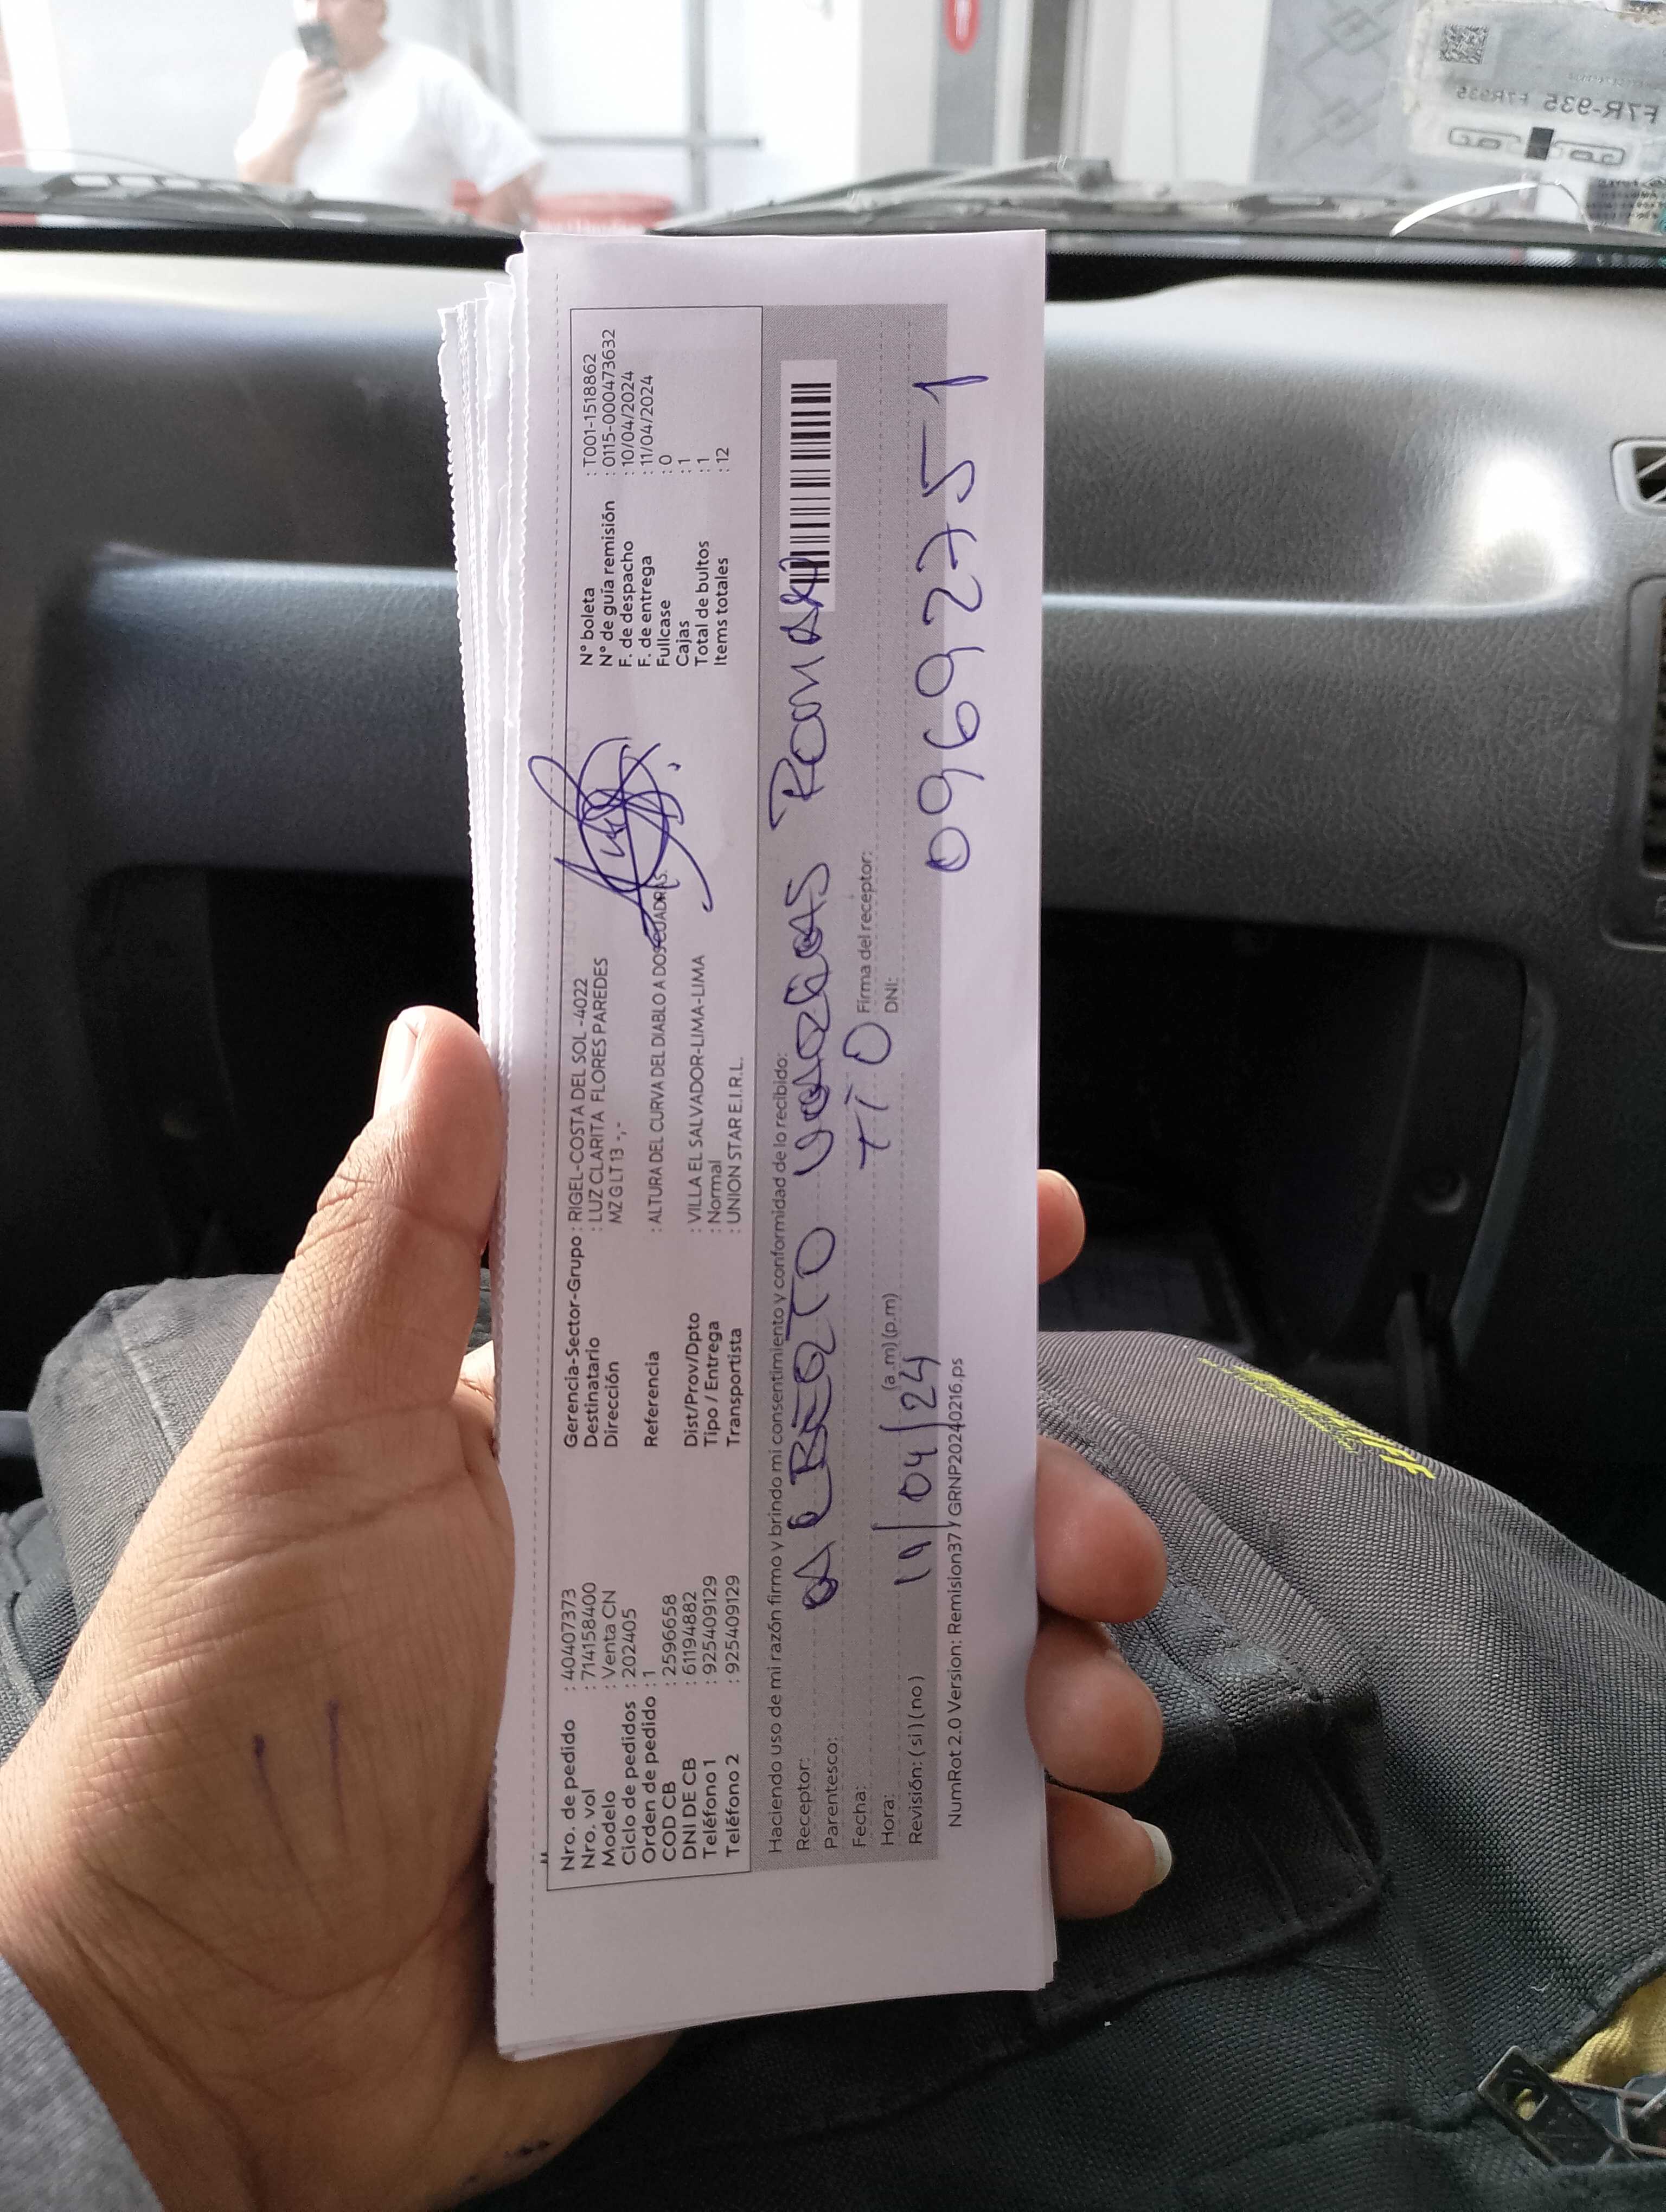 Nro. de pedido : 40407373
Nro. vol : 714158400
Modelo : Venta CN
Ciclo de pedidos : 202405
Orden de pedido : 1
COD CB : 2596658
DNI DE CB : 61194882
Teléfono 1 : 925409129
Teléfono 2 : 925409129
Gerencia-Sector-Grupo : RIGEL-COSTA DEL SOL -4022
Destinatario : LUZ CLARITA FLORES PAREDES
Dirección MZ G LT 13 -,-
Referencia : ALTURA DEL CURVA DEL DIABLO A DOS CUADRAS.
Dist/Prov/Dpto : VILLA EL SALVADOR-LIMA-LIMA
Tipo / Entrega : Normal
Transportista : UNION STAR E.I.R.L.
N° boleta : T001-1518862
N° de guía remisión : 0115-000473632
F. de despacho : 10/04/2024
F. de entrega : 11/04/2024
Fullcase : 0
Cajas : 1
Total de bultos : 1
Items totales : 12
Haciendo uso de mi razón firmo y brindo mi consentimiento y conformidad de lo recibido:
Receptor: ALBERTO
Parentesco: TIO
Fecha: 11/04/24
Hora: (a.m) (p.m)
Revisión: ( si ) ( no )
Firma del receptor:
DNI: 09692751
NumRot 2.0 Version: Remision37 y GRNP20240216.ps
F7R-935 F7R935